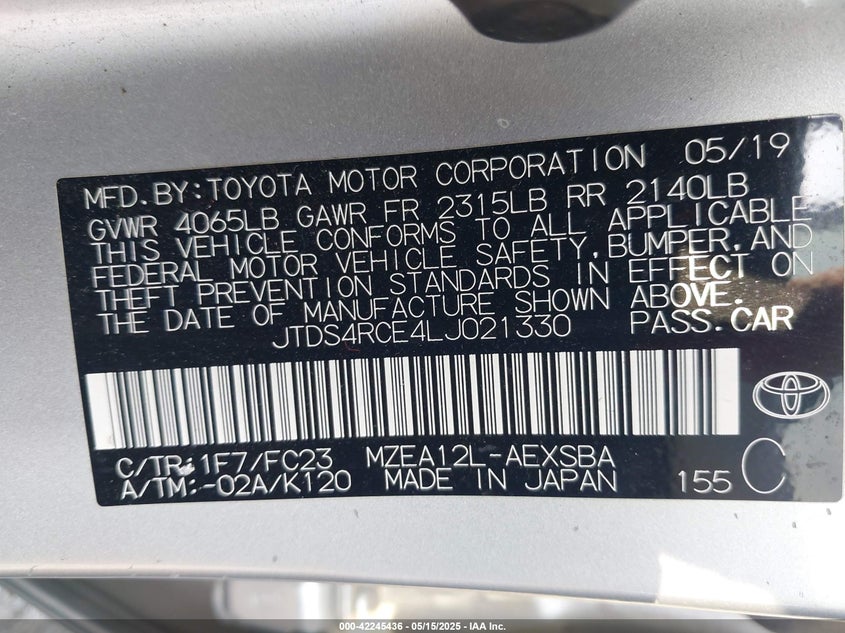 MFD.BY:TOYOTA MOTOR CORPORATION 05/19
GVWR 4065LB GAWR FR 2315LB RR 2140LB
THIS VEHICLE CONFORMS TO ALL APPLICABLE
FEDERAL MOTOR VEHICLE SAFETY, BUMPER, AND
THEFT PREVENTION STANDARDS IN EFFECT ON
THE DATE OF MANUFACTURE SHOWN ABOVE.
JTDS4RCE4LJ021330 PASS.CAR
C/TR:1F7/FC23 MZEA12L-AEXSBA
A/TM:-02A/K120 MADE IN JAPAN 155 C
000-42245436 - 05/15/2025 - IAA Inc.